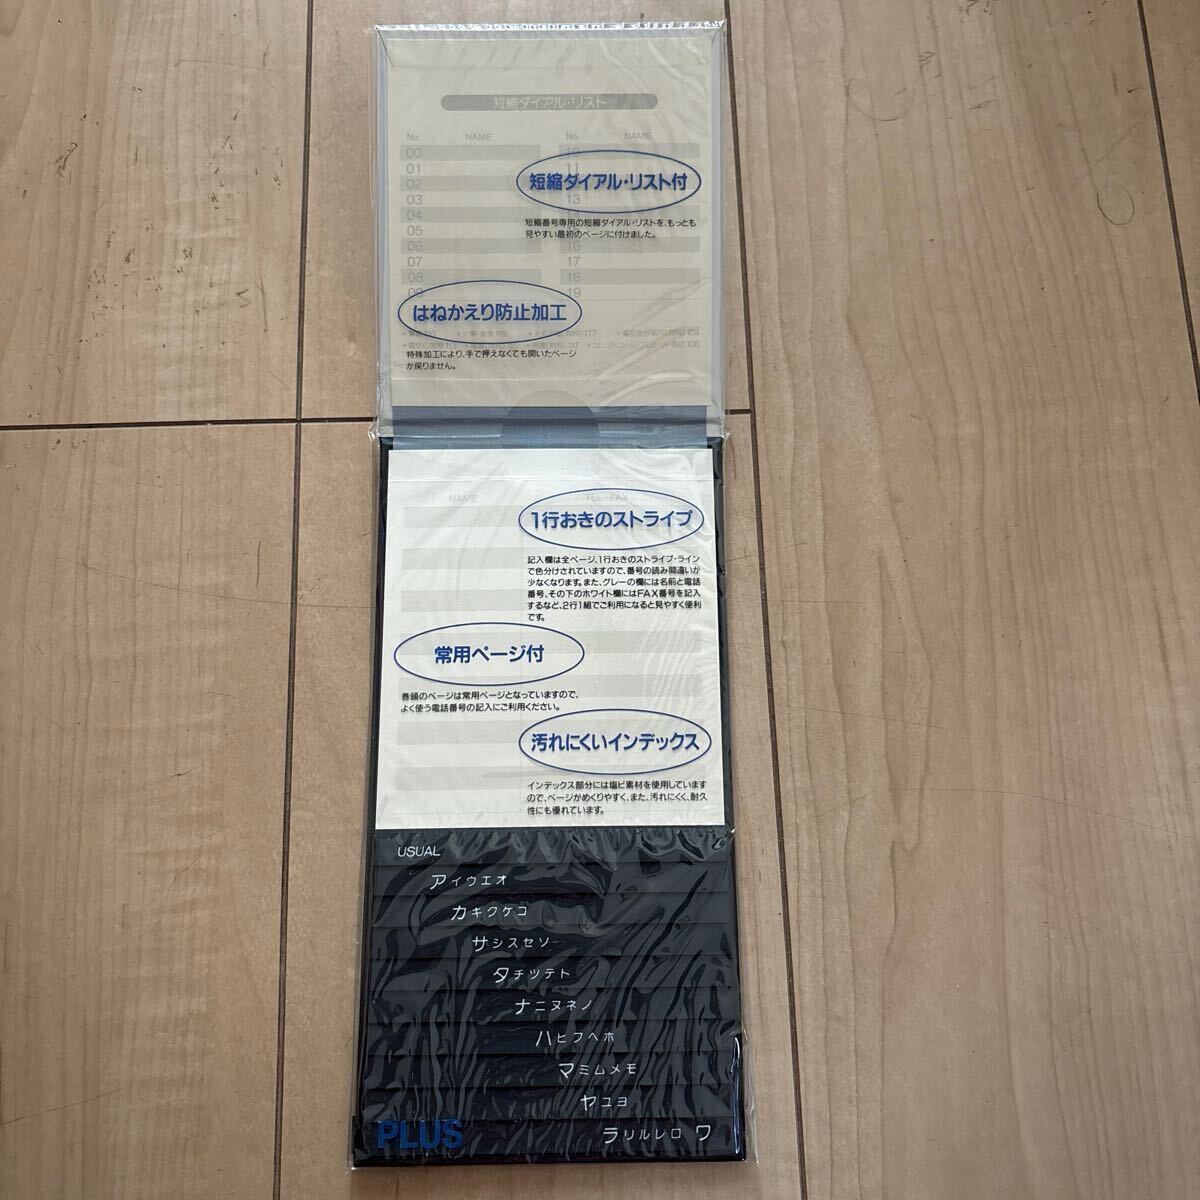 短縮ダイアル・リスト
No. NAME No. NAME
00 10
01 11
02
03 13
04
05
06 16
07 17
08 18
09 19
短縮ダイアル・リスト付
短縮番号専用の短縮ダイアル・リストを、もっとも
見やすい最初のページに付けました。
はねかえり防止加工
特殊加工により、手で押えなくても開いたページ
が戻りません。
NAME TEL・FAX
1行おきのストライプ
記入欄は全ページ、1行おきのストライプ・ライン
で色分けされていますので、番号の読み間違いが
少なくなります。また、グレーの欄には名前と電話
番号、その下のホワイト欄にはFAX番号を記入
するなど、2行1組でご利用になると見やすく便利
です。
常用ページ付
巻頭のページは常用ページとなっていますので、
よく使う電話番号の記入にご利用ください。
汚れにくいインデックス
インデックス部分には塩ビ素材を使用しています
ので、ページがめくりやすく、また、汚れにくく、耐久
性にも優れています。
USUAL
アイウエオ
カキクケコ
サシスセソ
タチツテト
ナニヌネノ
ハヒフヘホ
マミムメモ
ヤユヨ
ラリルレロ ワ
PLUS